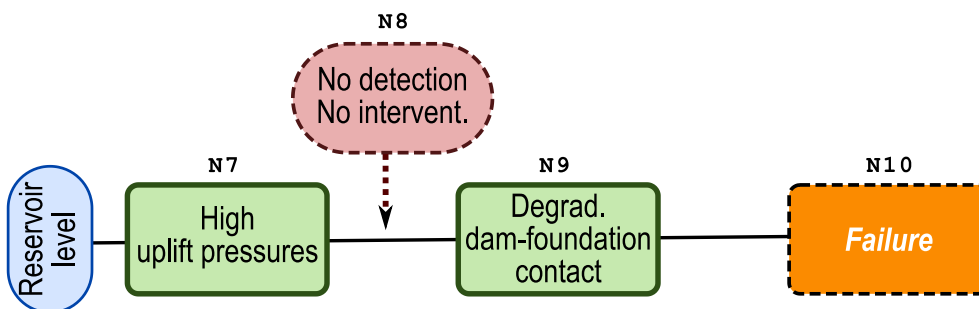 N8
No detection
No intervent.
N7
N9
N10
Reservoir
level
High
uplift pressures
Degrad.
dam-foundation
contact
Failure